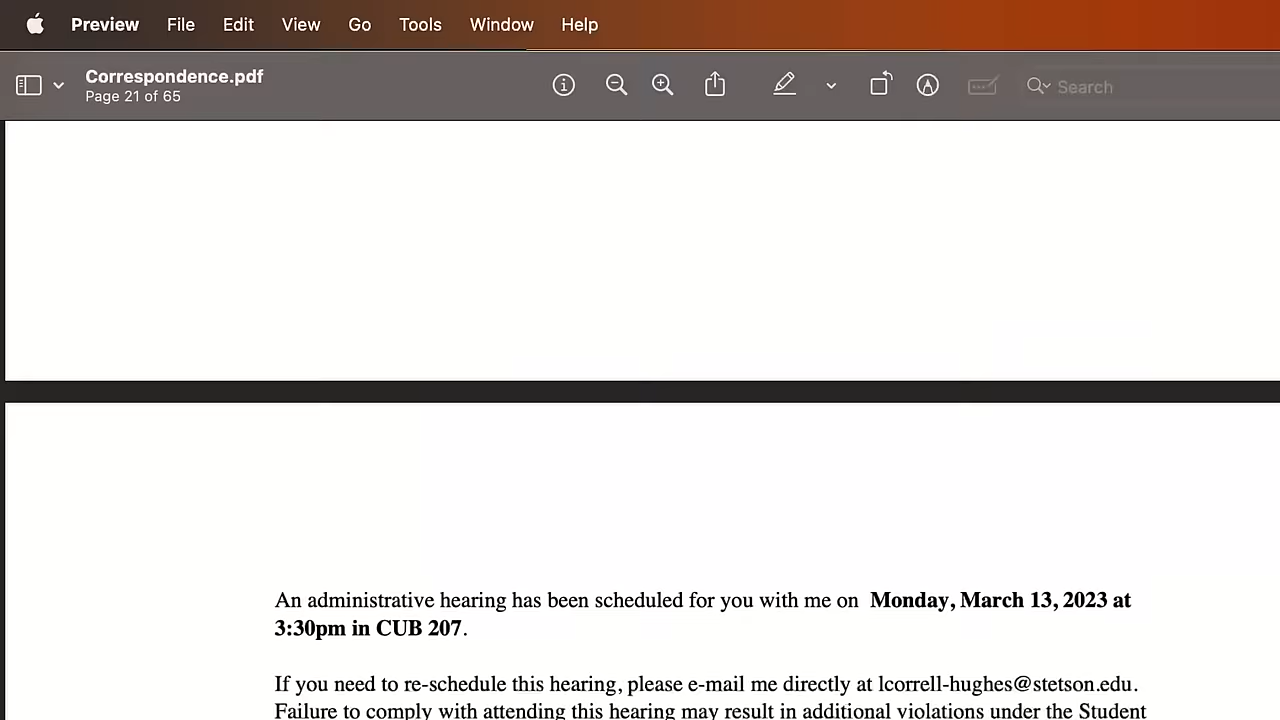 Preview File Edit View Go Tools Window Help
Correspondence.pdf
Page 21 of 65
Search
An administrative hearing has been scheduled for you with me on Monday, March 13, 2023 at
3:30pm in CUB 207.
If you need to re-schedule this hearing, please e-mail me directly at lcorrell-hughes@stetson.edu.
Failure to comply with attending this hearing may result in additional violations under the Student